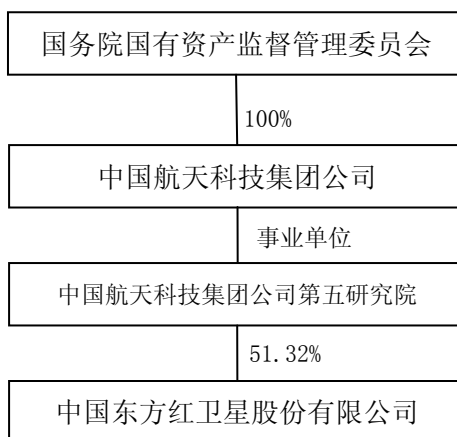 国务院国有资产监督管理委员会
100%
中国航天科技集团公司
事业单位
中国航天科技集团公司第五研究院
51.32%
中国东方红卫星股份有限公司